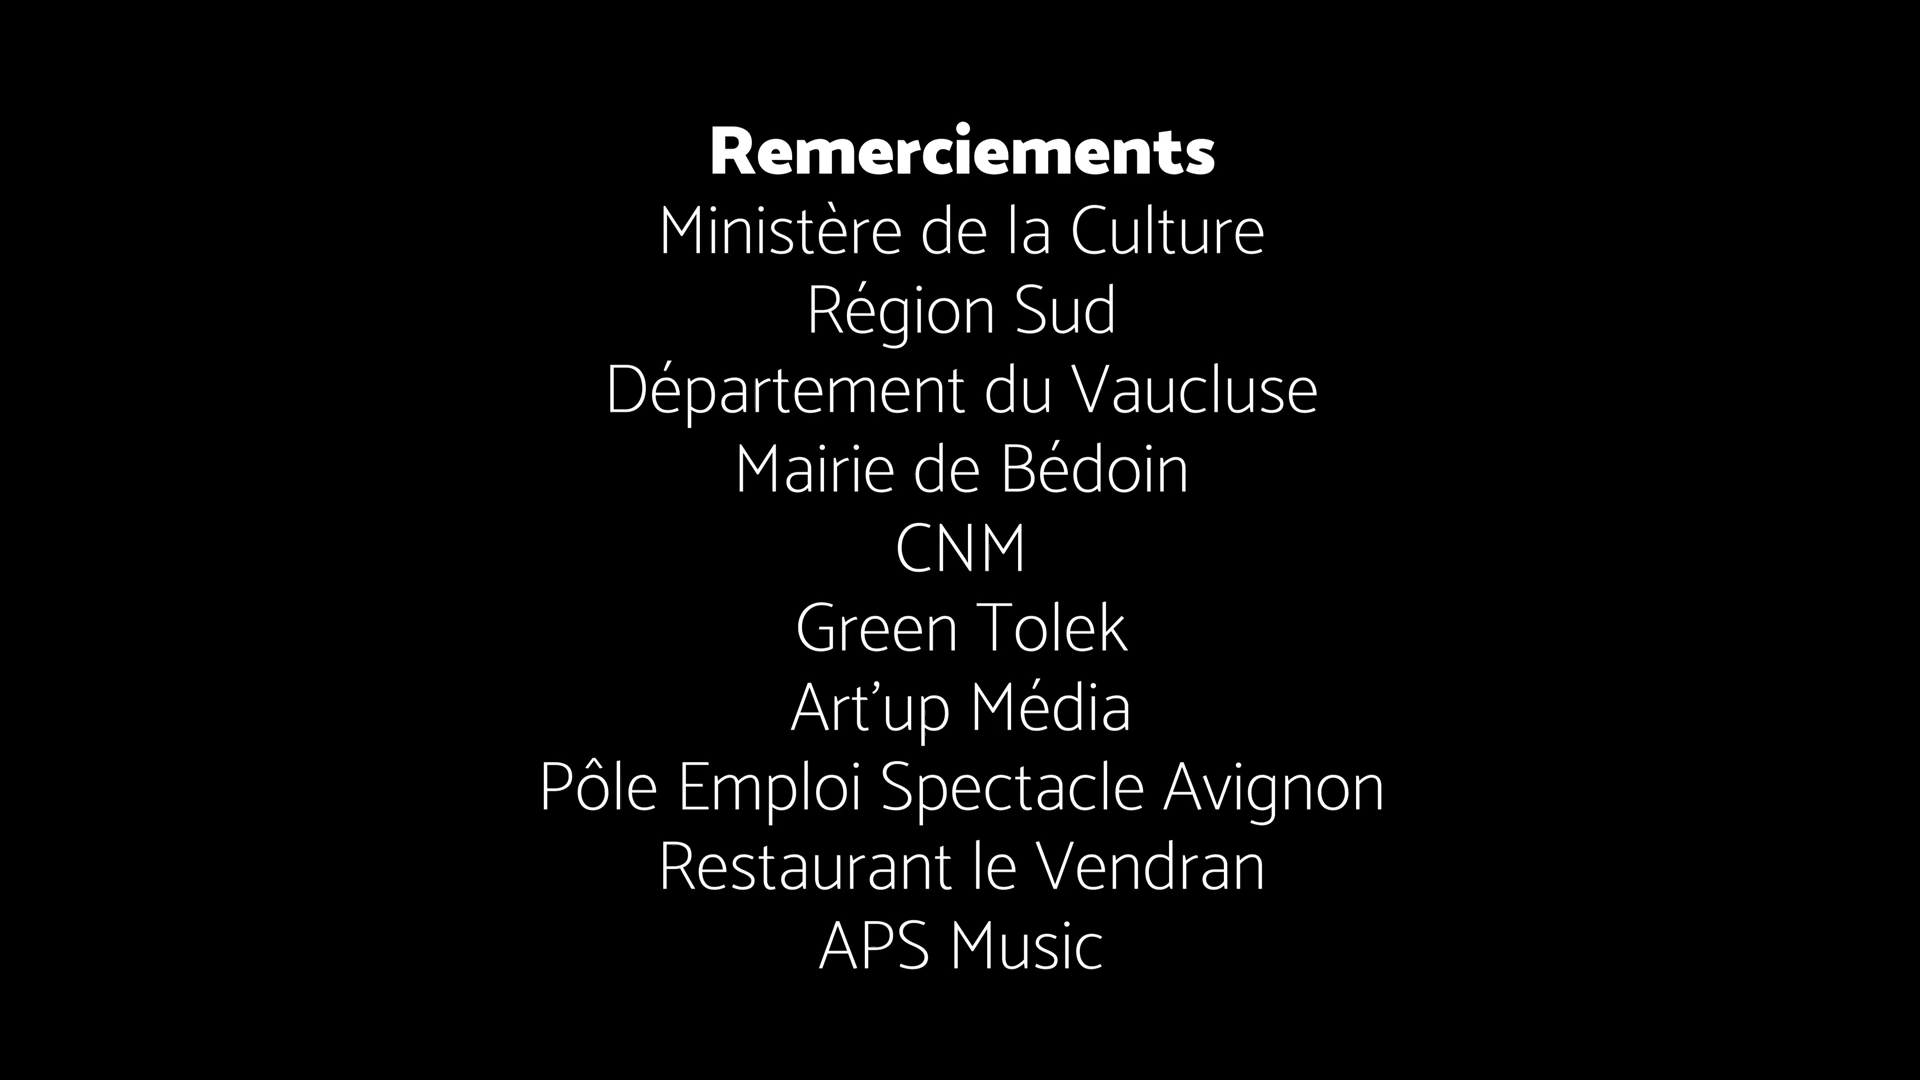 Remerciements
Ministère de la Culture
Région Sud
Département du Vaucluse
Mairie de Bédoin
CNM
Green Tolek
Art’up Média
Pôle Emploi Spectacle Avignon
Restaurant le Vendran
APS Music